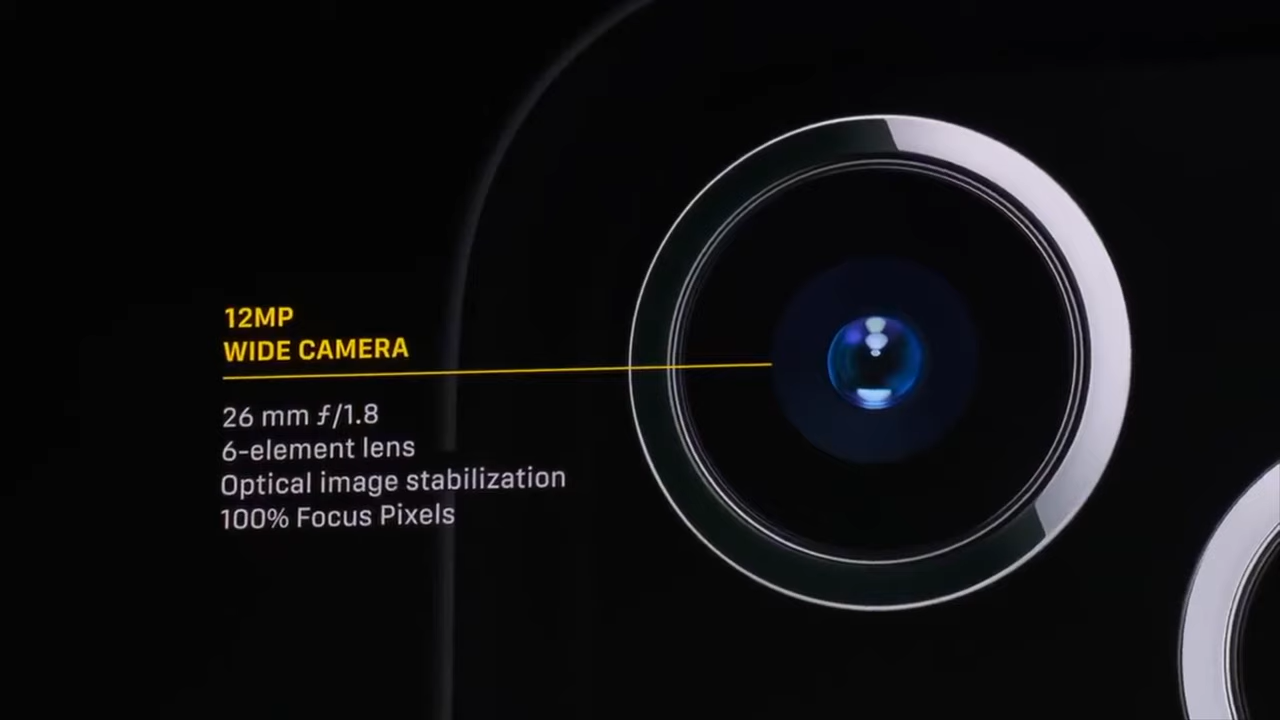 12MP
WIDE CAMERA
26 mm ƒ/1.8
6-element lens
Optical image stabilization
100% Focus Pixels